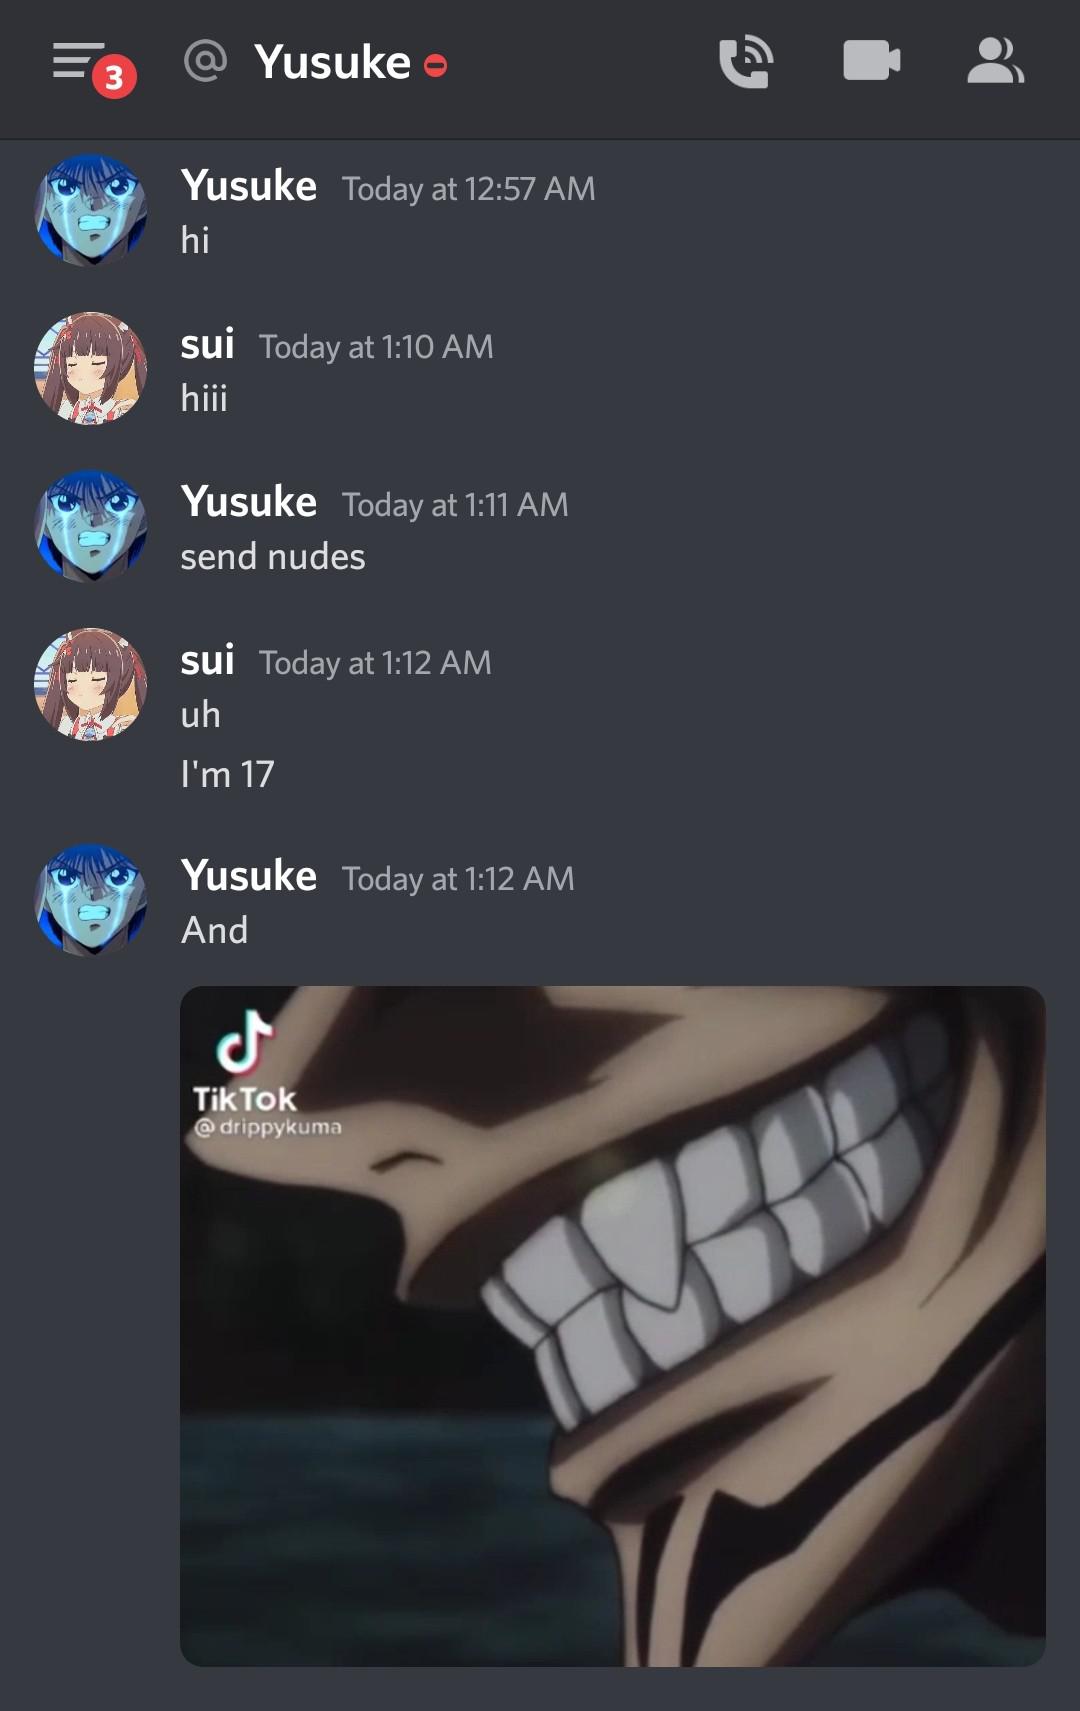 3
@ Yusuke
Yusuke Today at 12:57 AM
hi
sui Today at 1:10 AM
hiii
Yusuke Today at 1:11 AM
send nudes
sui Today at 1:12 AM
uh
I'm 17
Yusuke Today at 1:12 AM
And
TikTok
@drippykuma